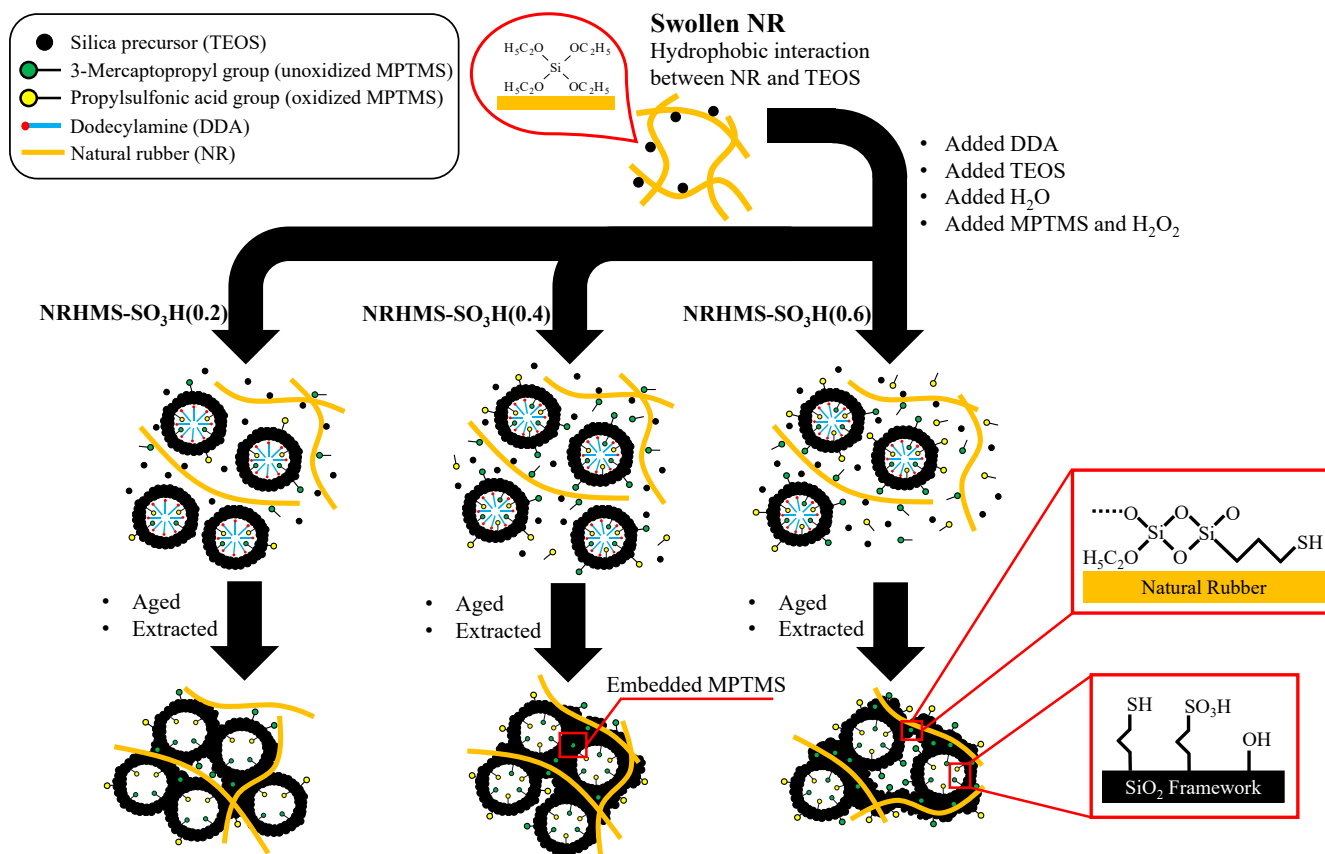 Silica precursor (TEOS)
3-Mercaptopropyl group (unoxidized MPTMS)
Propylsulfonic acid group (oxidized MPTMS)
Dodecylamine (DDA)
Natural rubber (NR)
H₅C₂O OC₂H₅
Si
H₅C₂O OC₂H₅
Swollen NR
Hydrophobic interaction
between NR and TEOS
• Added DDA
• Added TEOS
• Added H₂O
• Added MPTMS and H₂O₂
NRHMS-SO₃H(0.2)
NRHMS-SO₃H(0.4)
NRHMS-SO₃H(0.6)
• Aged
• Extracted
• Aged
• Extracted
• Aged
• Extracted
Embedded MPTMS
O O O
Si Si
SH
H₅C₂O O
Natural Rubber
SH SO₃H
OH
SiO₂ Framework